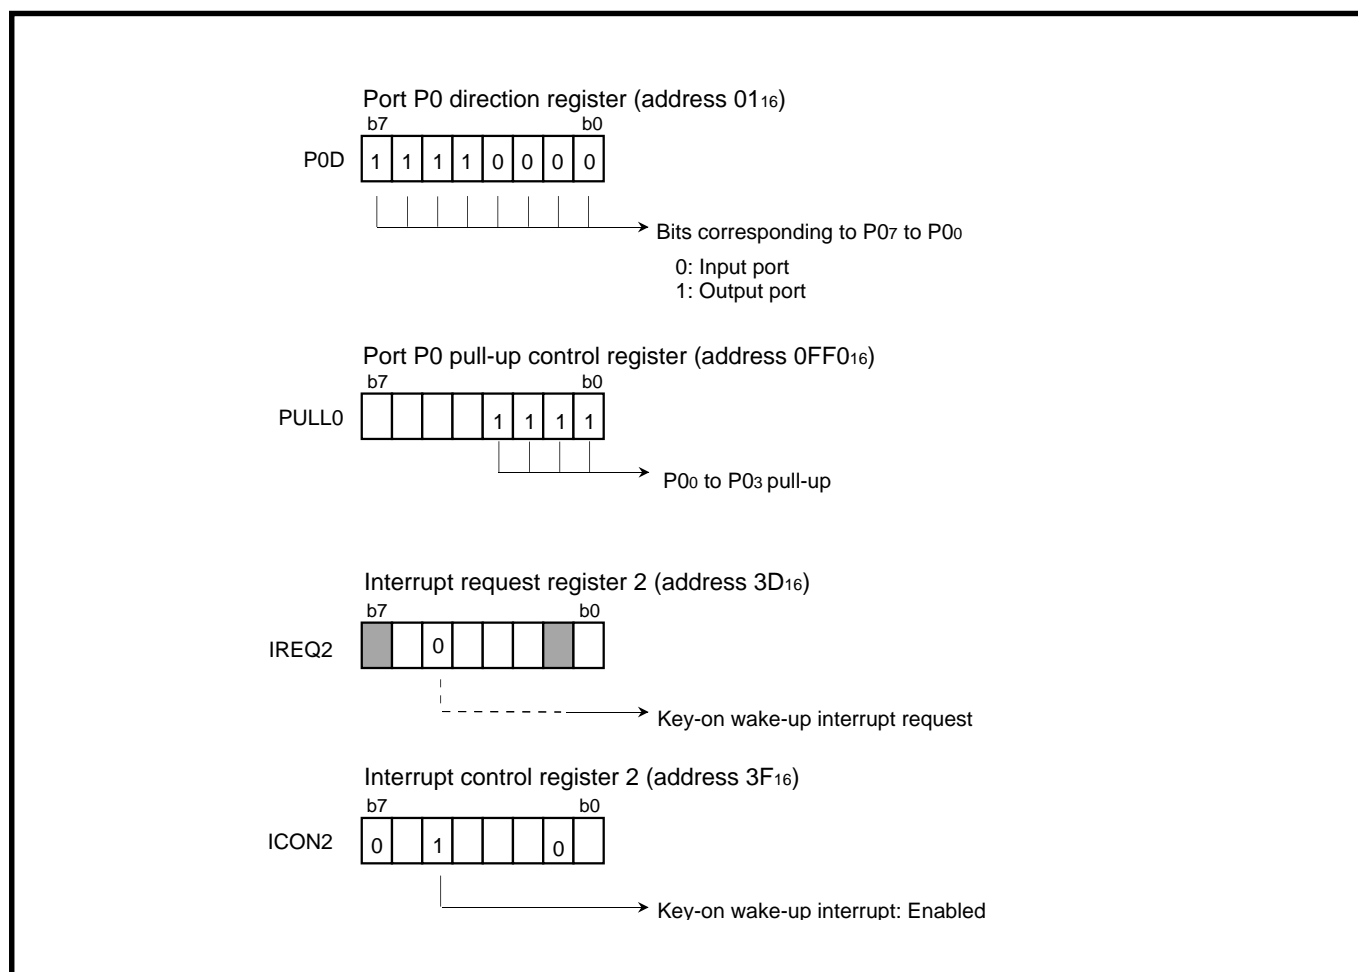 Port P0 direction register (address 01₁₆)
b7 b0
P0D 1 1 1 1 0 0 0 0
Bits corresponding to P0₇ to P0₀
0: Input port
1: Output port
Port P0 pull-up control register (address 0FF0₁₆)
b7 b0
PULL0 1 1 1 1
P0₀ to P0₃ pull-up
Interrupt request register 2 (address 3D₁₆)
b7 b0
IREQ2 0
Key-on wake-up interrupt request
Interrupt control register 2 (address 3F₁₆)
b7 b0
ICON2 0 1 0
Key-on wake-up interrupt: Enabled